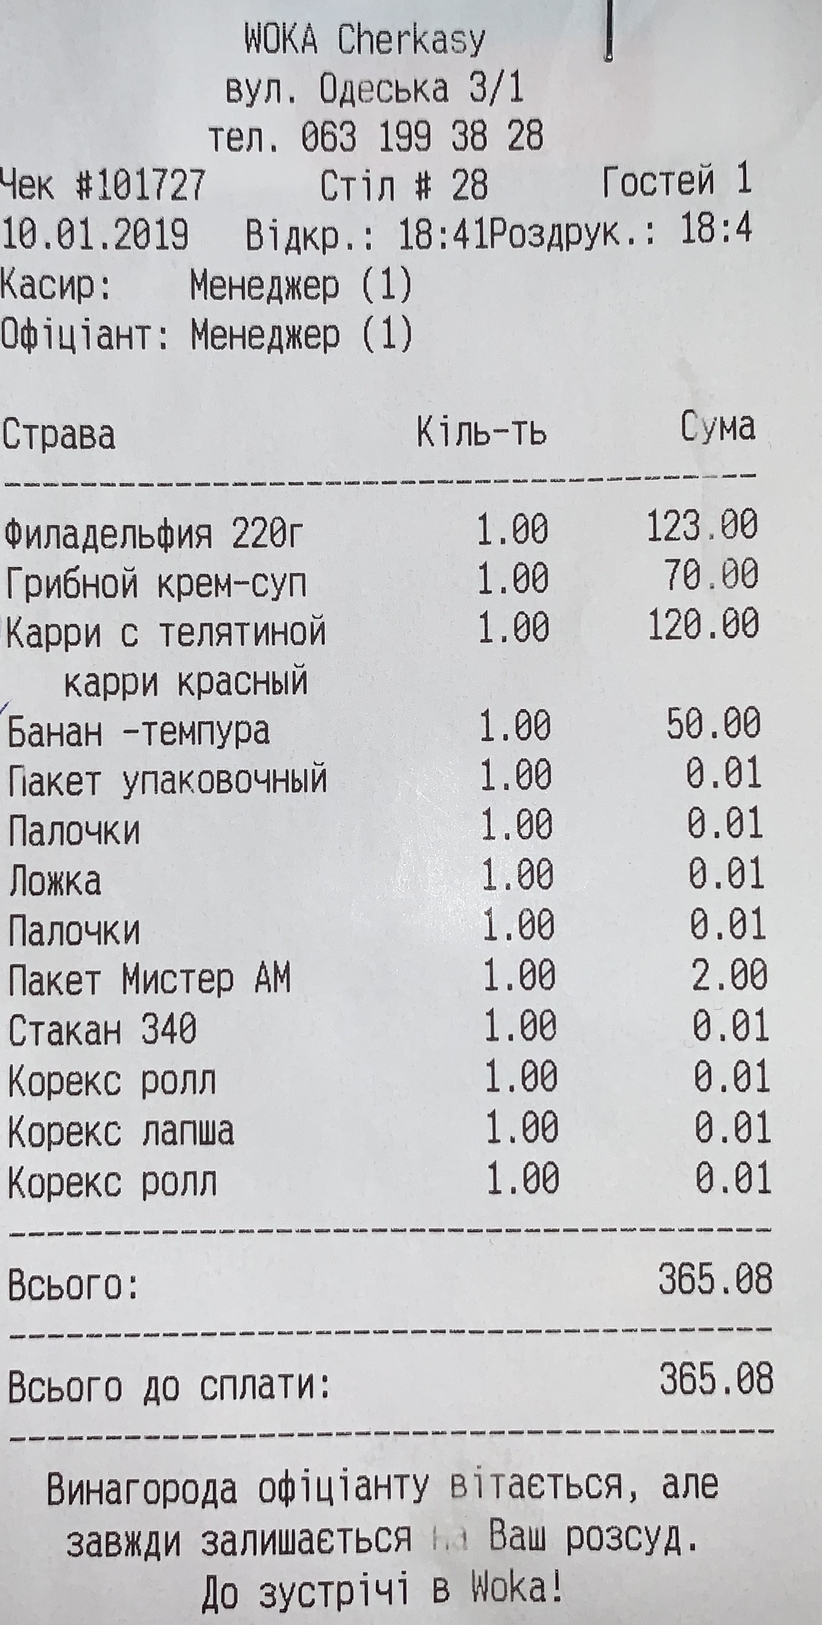 WOKA Cherkasy
вул. Одеська 3/1
тел. 063 199 38 28
Чек #101727 Стіл # 28 Гостей 1
10.01.2019 Відкр.: 18:41Роздрук.: 18:4
Касир: Менеджер (1)
Офіціант: Менеджер (1)
Страва Кіль-ть Сума
Филадельфия 220г 1.00 123.00
Грибной крем-суп 1.00 70.00
Карри с телятиной 1.00 120.00
карри красный
Банан -темпура 1.00 50.00
Пакет упаковочный 1.00 0.01
Палочки 1.00 0.01
Ложка 1.00 0.01
Палочки 1.00 0.01
Пакет Мистер АМ 1.00 2.00
Стакан 340 1.00 0.01
Корекс ролл 1.00 0.01
Корекс лапша 1.00 0.01
Корекс ролл 1.00 0.01
Всього: 365.08
Всього до сплати: 365.08
Винагорода офіціанту вітається, але
завжди залишається на Ваш розсуд.
До зустрічі в Woka!